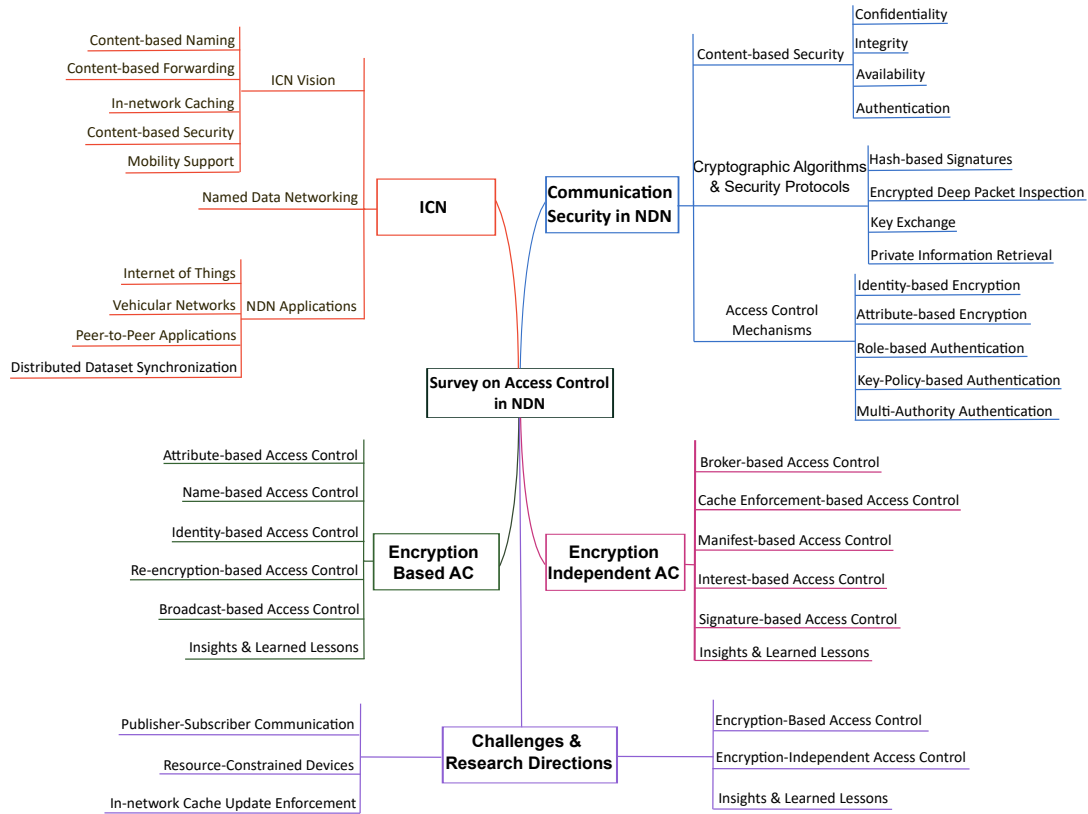 Content-based Naming
Content-based Forwarding
In-network Caching
Content-based Security
Mobility Support
ICN Vision
Named Data Networking
Internet of Things
Vehicular Networks
Peer-to-Peer Applications
Distributed Dataset Synchronization
NDN Applications
ICN
Communication
Security in NDN
Content-based Security
Confidentiality
Integrity
Availability
Authentication
Cryptographic Algorithms
& Security Protocols
Hash-based Signatures
Encrypted Deep Packet Inspection
Key Exchange
Private Information Retrieval
Access Control
Mechanisms
Identity-based Encryption
Attribute-based Encryption
Role-based Authentication
Key-Policy-based Authentication
Multi-Authority Authentication
Survey on Access Control
in NDN
Attribute-based Access Control
Name-based Access Control
Identity-based Access Control
Re-encryption-based Access Control
Broadcast-based Access Control
Insights & Learned Lessons
Encryption
Based AC
Encryption
Independent AC
Broker-based Access Control
Cache Enforcement-based Access Control
Manifest-based Access Control
Interest-based Access Control
Signature-based Access Control
Insights & Learned Lessons
Publisher-Subscriber Communication
Resource-Constrained Devices
In-network Cache Update Enforcement
Challenges &
Research Directions
Encryption-Based Access Control
Encryption-Independent Access Control
Insights & Learned Lessons